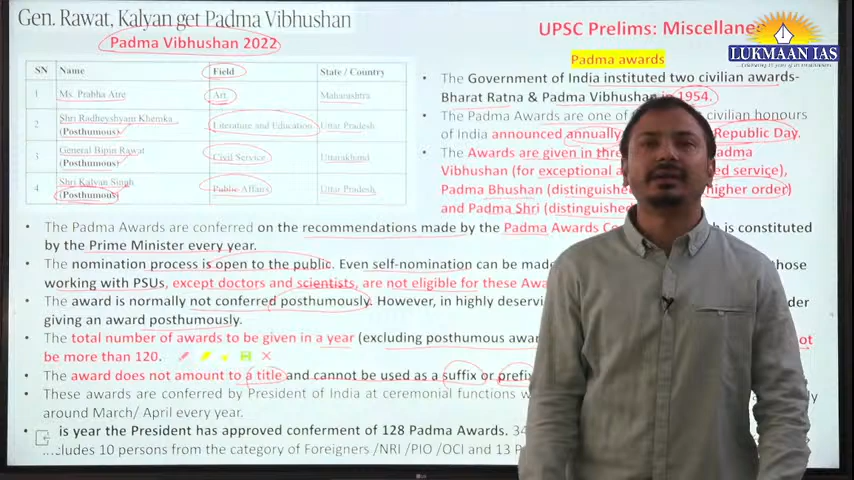 Gen. Rawat, Kalyan get Padma Vibhushan
UPSC Prelims: Miscellane
LUKMAAN IAS
Padma Vibhushan 2022
Padma awards
SN Name Field State / Country
1 Ms. Prabha Atre Art Maharashtra
2 Shri Radheyshyam Khemka (Posthumous) Literature and Education Uttar Pradesh
3 General Bipin Rawat (Posthumous) Civil Service Uttarakhand
4 Shri Kalyan Singh (Posthumous) Public Affairs Uttar Pradesh
• The Government of India instituted two civilian awards-
Bharat Ratna & Padma Vibhushan in 1954.
• The Padma Awards are one of civilian honours
of India announced annually Republic Day.
• The Awards are given in three adma
Vibhushan (for exceptional a ed service),
Padma Bhushan (distinguished higher order)
and Padma Shri (distinguished
• The Padma Awards are conferred on the recommendations made by the Padma Awards Co ch is constituted
by the Prime Minister every year.
• The nomination process is open to the public. Even self-nomination can be made those
working with PSUs, except doctors and scientists, are not eligible for these Awa
• The award is normally not conferred posthumously. However, in highly deservi der
giving an award posthumously.
• The total number of awards to be given in a year (excluding posthumous awar ot
be more than 120.
• The award does not amount to a title and cannot be used as a suffix or prefix
• These awards are conferred by President of India at ceremonial functions w ly
around March/ April every year.
• is year the President has approved conferment of 128 Padma Awards. 34
cludes 10 persons from the category of Foreigners /NRI /PIO /OCI and 13 P